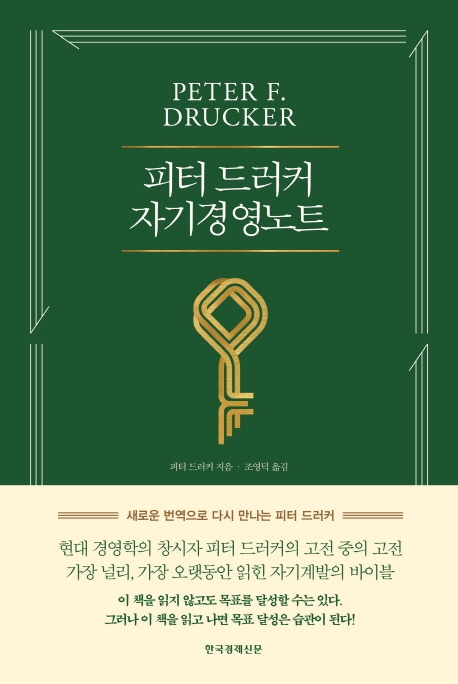 PETER F.
DRUCKER
피터 드러커
자기경영노트
피터 드러커 지음 · 조영덕 옮김
새로운 번역으로 다시 만나는 피터 드러커
현대 경영학의 창시자 피터 드러커의 고전 중의 고전
가장 널리, 가장 오랫동안 읽힌 자기계발의 바이블
이 책을 읽지 않고도 목표를 달성할 수는 있다.
그러나 이 책을 읽고 나면 목표 달성은 습관이 된다!
한국경제신문